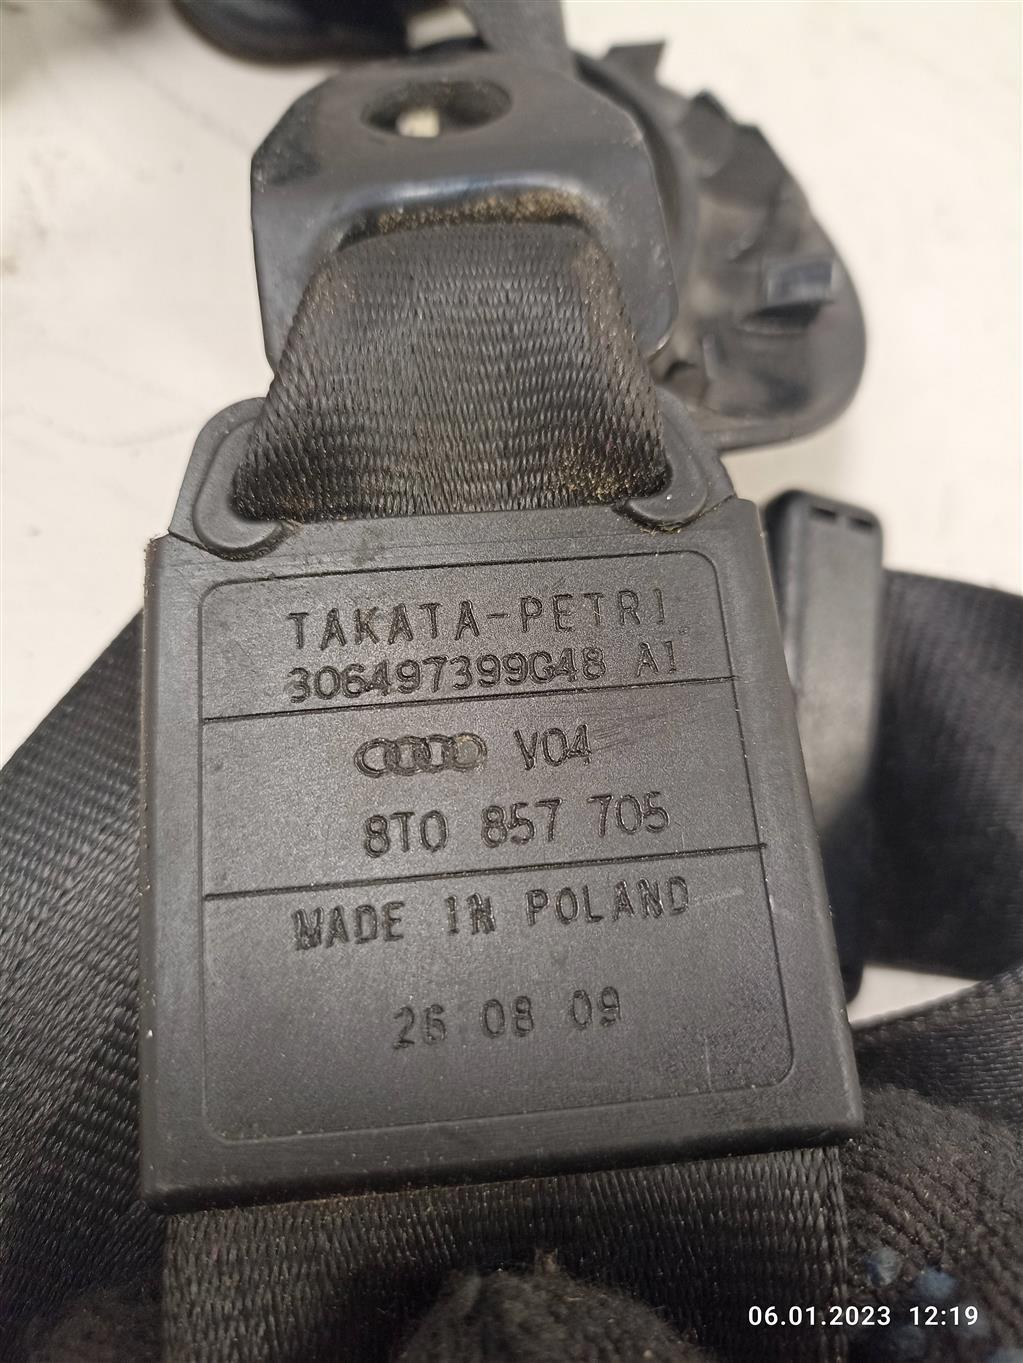 TAKATA-PETRI
306497399G48 A1
V04
8T0 857 705
MADE IN POLAND
26 08 09
06.01.2023 12:19